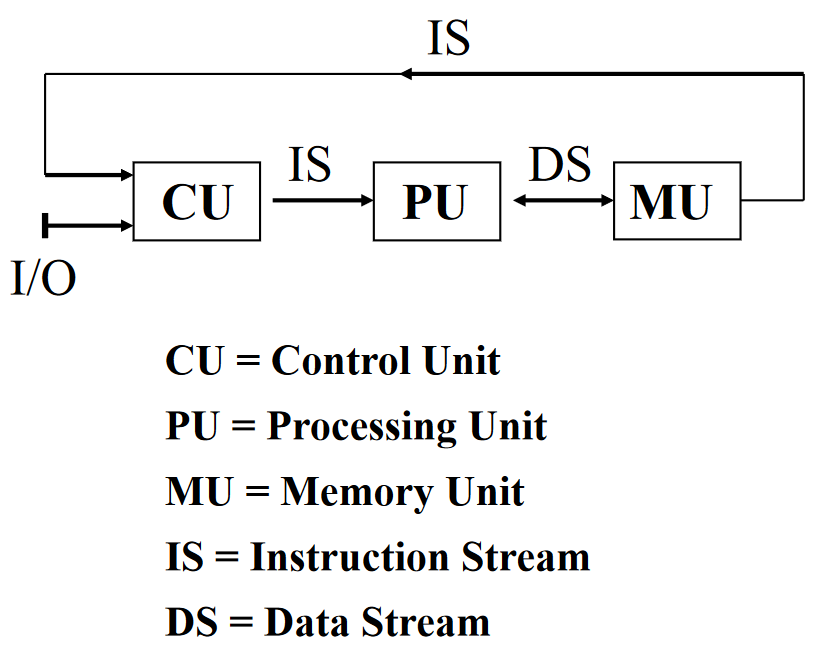 IS
IS
DS
CU
PU
MU
I/O
CU = Control Unit
PU = Processing Unit
MU = Memory Unit
IS = Instruction Stream
DS = Data Stream